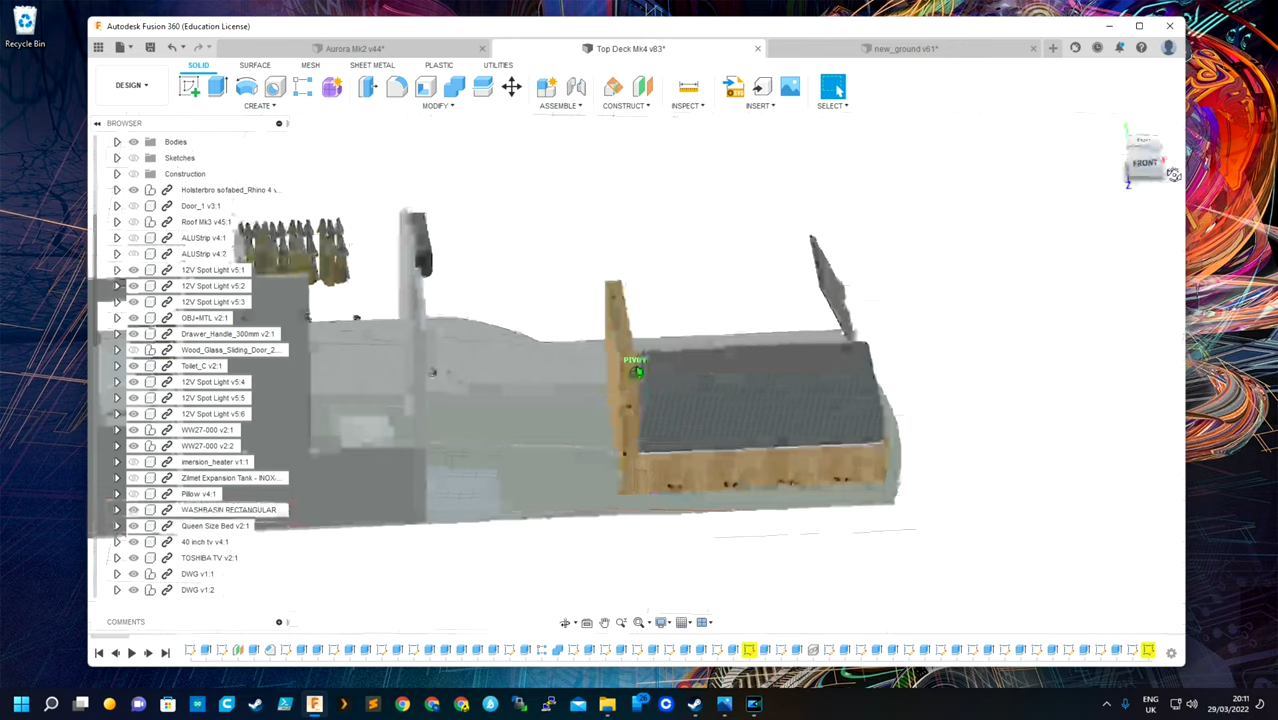 Autodesk Fusion 360 (Education License)
Recycle Bin
Aurora Mk2 v44*
Top Deck Mk4 v83*
new_ground v61*
SOLID
SURFACE
MESH
SHEET METAL
PLASTIC
UTILITIES
DESIGN
CREATE
MODIFY
ASSEMBLE
CONSTRUCT
INSPECT
INSERT
SELECT
BROWSER
Bodies
Sketches
Construction
Holsterbro sofabed_Rhino 4 v...
Door_1 v3:1
Roof Mk3 v45:1
ALUStrip v4:1
ALUStrip v4:2
12V Spot Light v5:1
12V Spot Light v5:2
12V Spot Light v5:3
OBJ+MTL v2:1
Drawer_Handle_300mm v2:1
Wood_Glass_Sliding_Door_2...
Toilet_C v2:1
12V Spot Light v5:4
12V Spot Light v5:5
12V Spot Light v5:6
WW27-000 v2:1
WW27-000 v2:2
imersion_heater v1:1
Zilmet Expansion Tank - INOX-...
Pillow v4:1
WASHBASIN RECTANGULAR
Queen Size Bed v2:1
40 inch tv v4:1
TOSHIBA TV v2:1
DWG v1:1
DWG v1:2
FRONT
Z
PIVOT
COMMENTS
ENG
UK
20:11
29/03/2022